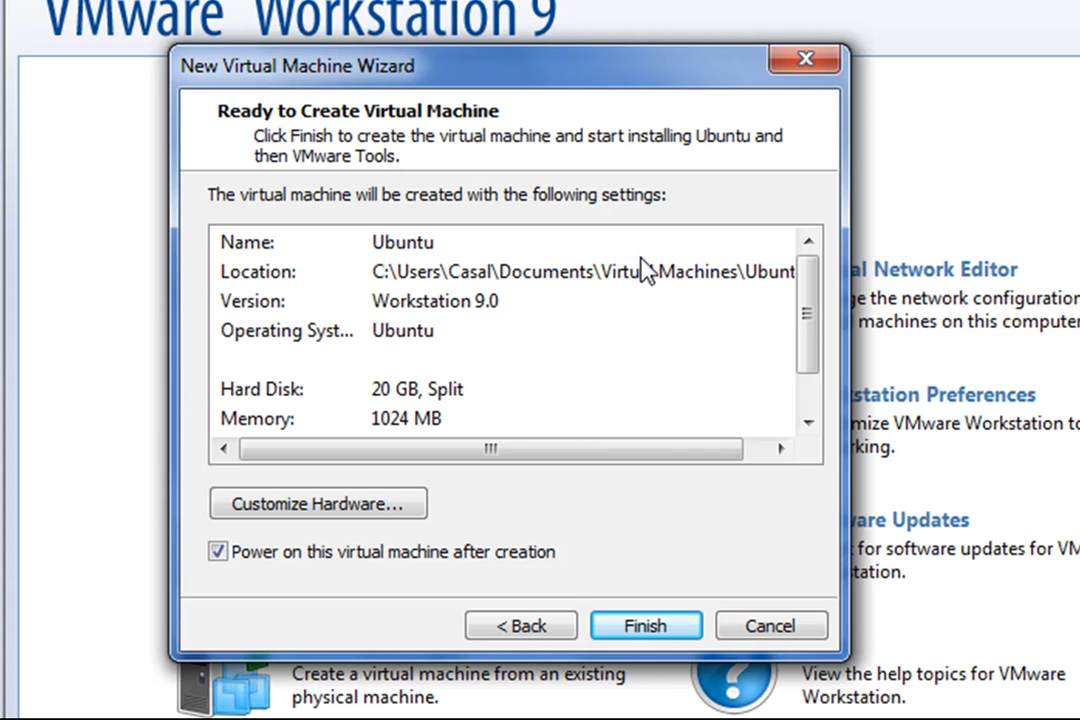 VMware Workstation 9
New Virtual Machine Wizard
Ready to Create Virtual Machine
Click Finish to create the virtual machine and start installing Ubuntu and
then VMware Tools.
The virtual machine will be created with the following settings:
Name: Ubuntu
Location: C:\Users\Casal\Documents\Virtu Machines\Ubunt
Version: Workstation 9.0
Operating Syst... Ubuntu
Hard Disk: 20 GB, Split
Memory: 1024 MB
Customize Hardware...
Power on this virtual machine after creation
< Back
Finish
Cancel
al Network Editor
ge the network configuration
machines on this computer
station Preferences
mize VMware Workstation to
king.
are Updates
for software updates for VM
station.
Create a virtual machine from an existing
physical machine.
View the help topics for VMware
Workstation.